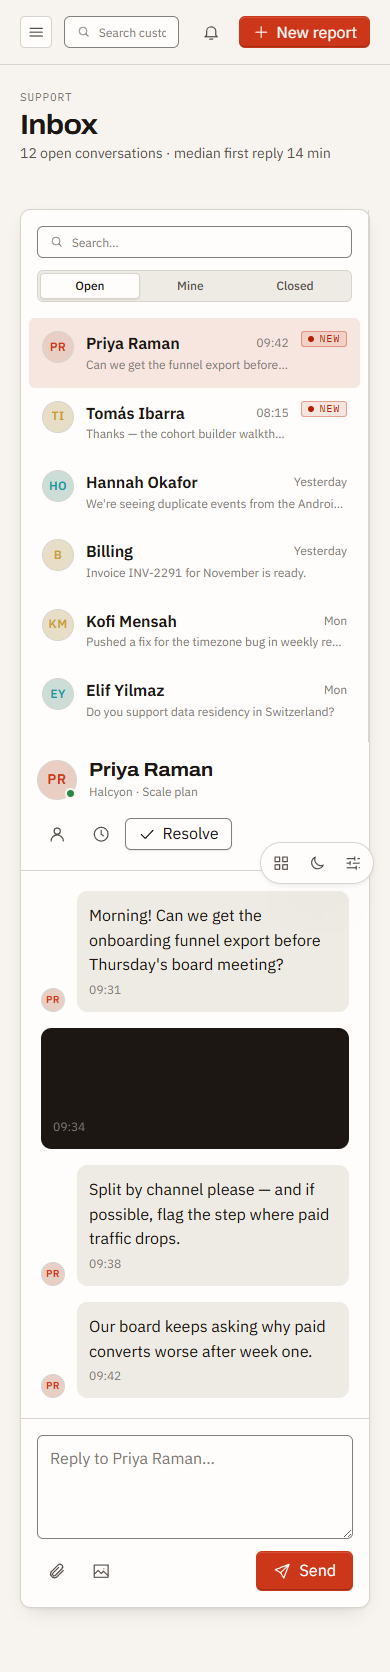 Search custo
New report
SUPPORT
Inbox
12 open conversations · median first reply 14 min
Search...
Open
Mine
Closed
PR
Priya Raman
09:42
NEW
Can we get the funnel export before...
TI
Tomás Ibarra
08:15
NEW
Thanks — the cohort builder walkth...
HO
Hannah Okafor
Yesterday
We're seeing duplicate events from the Androi...
B
Billing
Yesterday
Invoice INV-2291 for November is ready.
KM
Kofi Mensah
Mon
Pushed a fix for the timezone bug in weekly re...
EY
Elif Yilmaz
Mon
Do you support data residency in Switzerland?
PR
Priya Raman
Halcyon · Scale plan
Resolve
Morning! Can we get the
onboarding funnel export before
Thursday's board meeting?
09:31
PR
09:34
Split by channel please — and if
possible, flag the step where paid
traffic drops.
09:38
PR
Our board keeps asking why paid
converts worse after week one.
09:42
PR
Reply to Priya Raman...
Send